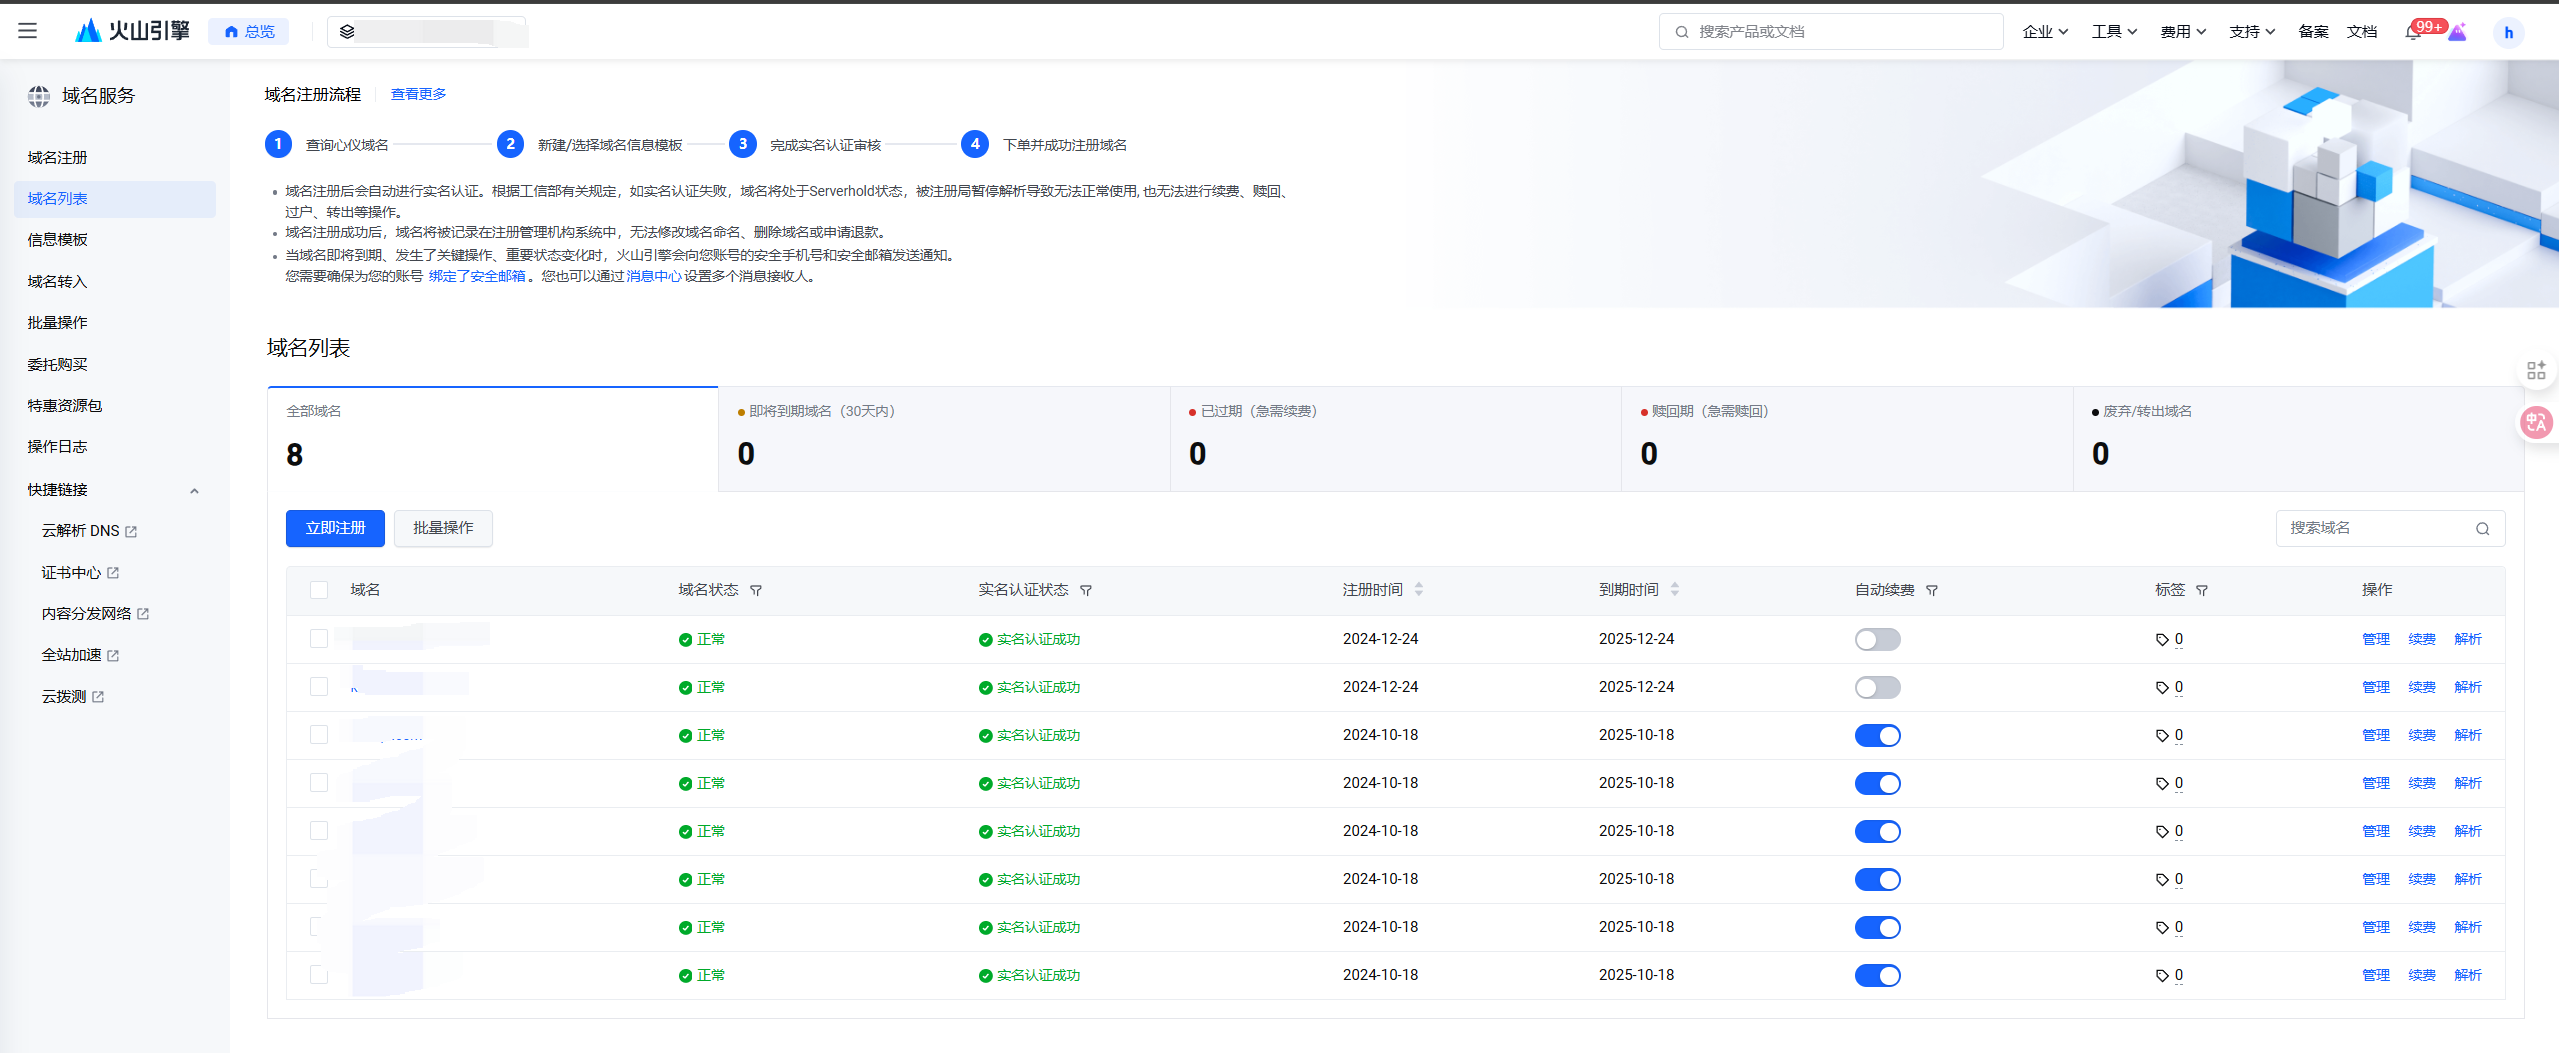 火山引擎
总览
搜索产品或文档
企业
工具
费用
支持
备案
文档
99+
h
域名服务
域名注册
域名列表
信息模板
域名转入
批量操作
委托购买
特惠资源包
操作日志
快捷链接
云解析 DNS
证书中心
内容分发网络
全站加速
云拨测
域名注册流程
查看更多
1 查询心仪域名
2 新建/选择域名信息模板
3 完成实名认证审核
4 下单并成功注册域名
域名注册后会自动进行实名认证。根据工信部有关规定，如实名认证失败，域名将处于Serverhold状态，被注册局暂停解析导致无法正常使用, 也无法进行续费、赎回、
过户、转出等操作。
域名注册成功后，域名将被记录在注册管理机构系统中，无法修改域名命名、删除域名或申请退款。
当域名即将到期、发生了关键操作、重要状态变化时，火山引擎会向您账号的安全手机号和安全邮箱发送通知。
您需要确保为您的账号 绑定了安全邮箱 。您也可以通过 消息中心 设置多个消息接收人。
域名列表
全部域名
8
即将到期域名（30天内）
0
已过期（急需续费）
0
赎回期（急需赎回）
0
废弃/转出域名
0
立即注册
批量操作
搜索域名
域名 域名状态 实名认证状态 注册时间 到期时间 自动续费 标签 操作
正常 实名认证成功 2024-12-24 2025-12-24 0 管理 续费 解析
正常 实名认证成功 2024-12-24 2025-12-24 0 管理 续费 解析
正常 实名认证成功 2024-10-18 2025-10-18 0 管理 续费 解析
正常 实名认证成功 2024-10-18 2025-10-18 0 管理 续费 解析
正常 实名认证成功 2024-10-18 2025-10-18 0 管理 续费 解析
正常 实名认证成功 2024-10-18 2025-10-18 0 管理 续费 解析
正常 实名认证成功 2024-10-18 2025-10-18 0 管理 续费 解析
正常 实名认证成功 2024-10-18 2025-10-18 0 管理 续费 解析